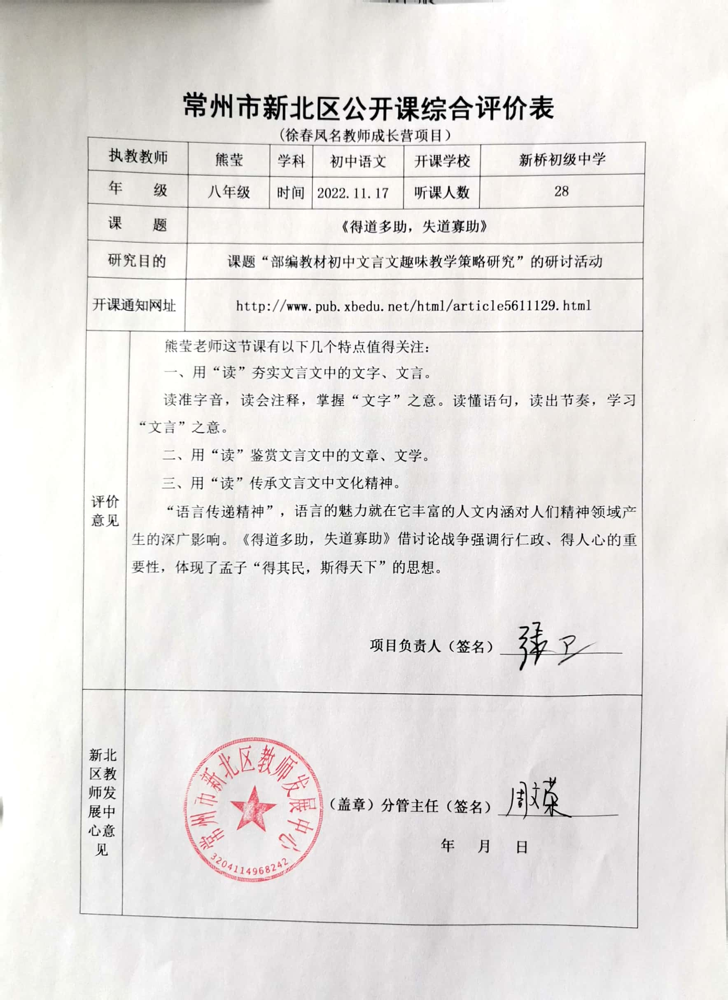 常州市新北区公开课综合评价表
(徐春凤名教师成长营项目)
执教教师 熊莹 学科 初中语文 开课学校 新桥初级中学
年 级 八年级 时间 2022.11.17 听课人数 28
课 题 《得道多助，失道寡助》
研究目的 课题“部编教材初中文言文趣味教学策略研究”的研讨活动
开课通知网址 http://www.pub.xbedu.net/html/article5611129.html
熊莹老师这节课有以下几个特点值得关注：
一、用“读”夯实文言文中的文字、文言。
读准字音，读会注释，掌握“文字”之意。读懂语句，读出节奏，学习
“文言”之意。
二、用“读”鉴赏文言文中的文章、文学。
三、用“读”传承文言文中文化精神。
评价
意见
“语言传递精神”，语言的魅力就在它丰富的人文内涵对人们精神领域产
生的深广影响。《得道多助，失道寡助》借讨论战争强调行仁政、得人心的重
要性，体现了孟子“得其民，斯得天下”的思想。
项目负责人（签名） 张卫
新北
区教
师发
展中
心意
见
常州市新北区教师发展中心
3204114968242
（盖章）分管主任（签名） 周文荣
年 月 日